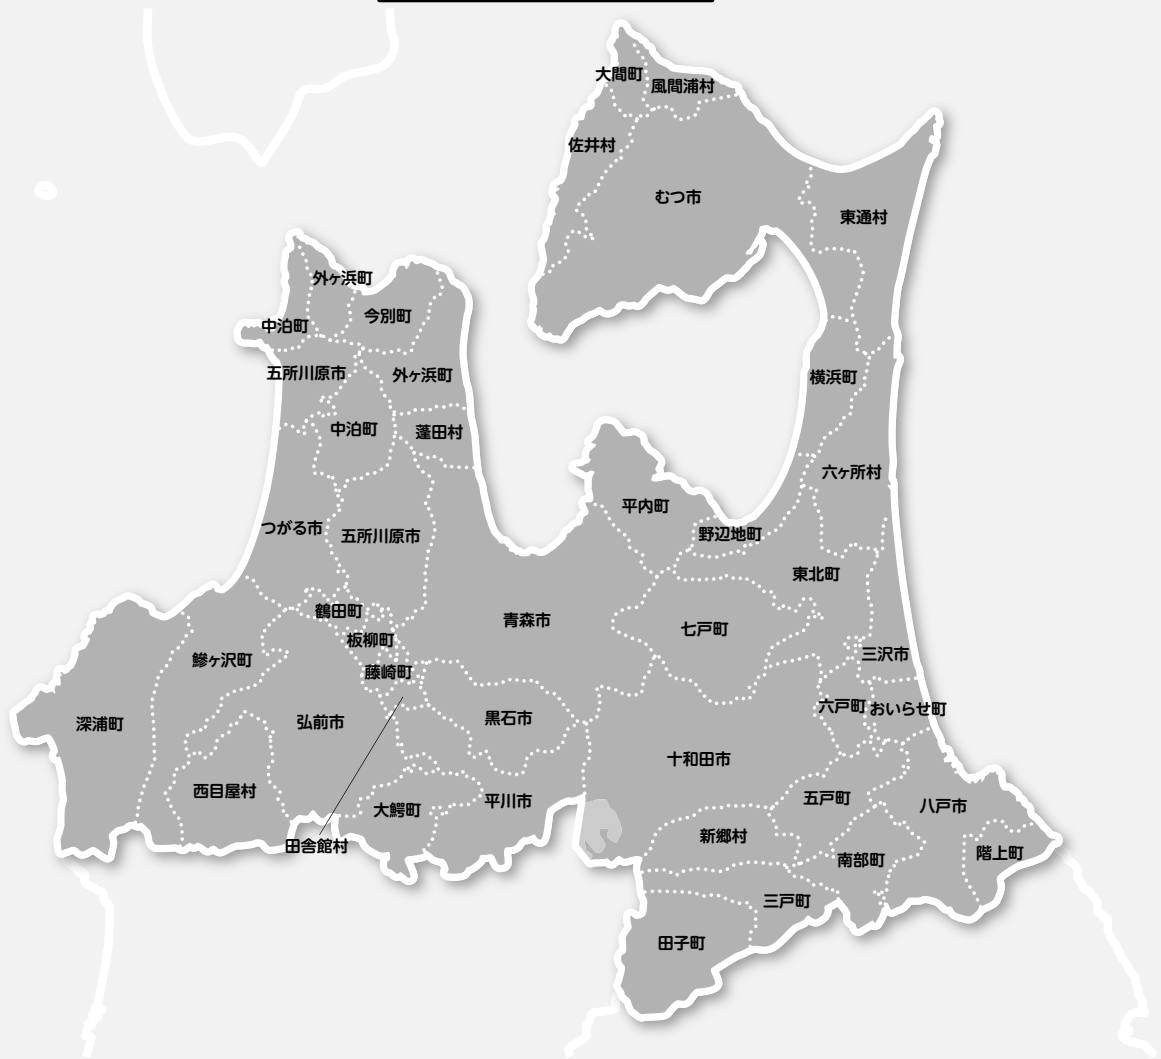 大間町
風間浦村
佐井村
むつ市
東通村
外ヶ浜町
今別町
中泊町
五所川原市
外ヶ浜町
横浜町
中泊町
蓬田村
六ヶ所村
平内町
つがる市
五所川原市
野辺地町
東北町
鶴田町
青森市
七戸町
板柳町
鰺ヶ沢町
三沢市
藤崎町
六戸町
おいらせ町
深浦町
弘前市
黒石市
十和田市
西目屋村
五戸町
平川市
八戸市
大鰐町
新郷村
田舎館村
階上町
南部町
三戸町
田子町